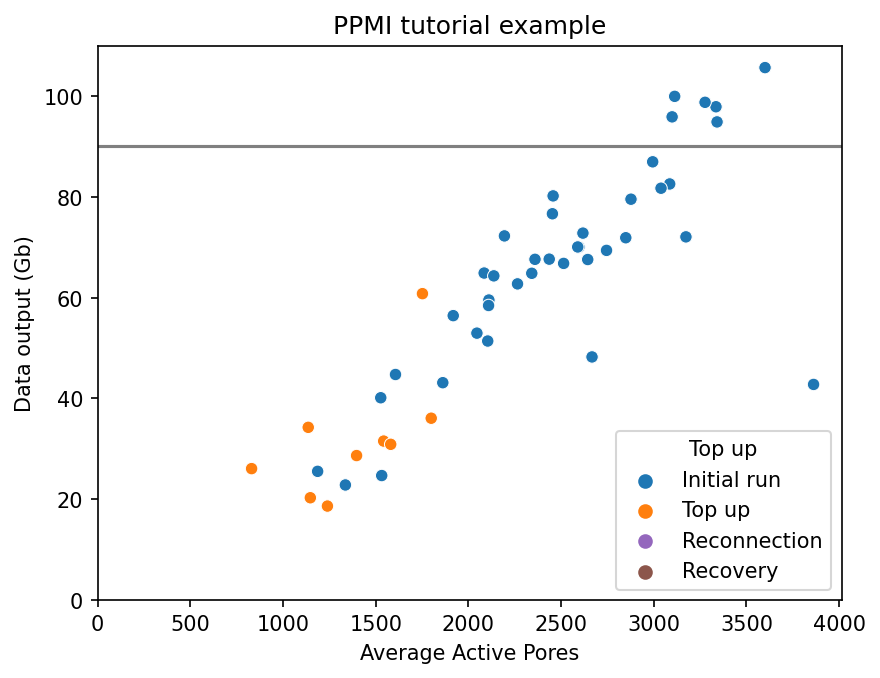 PPMI tutorial example
Data output (Gb)
100
80
60
40
20
0
0 500 1000 1500 2000 2500 3000 3500 4000
Average Active Pores
Top up
Initial run
Top up
Reconnection
Recovery